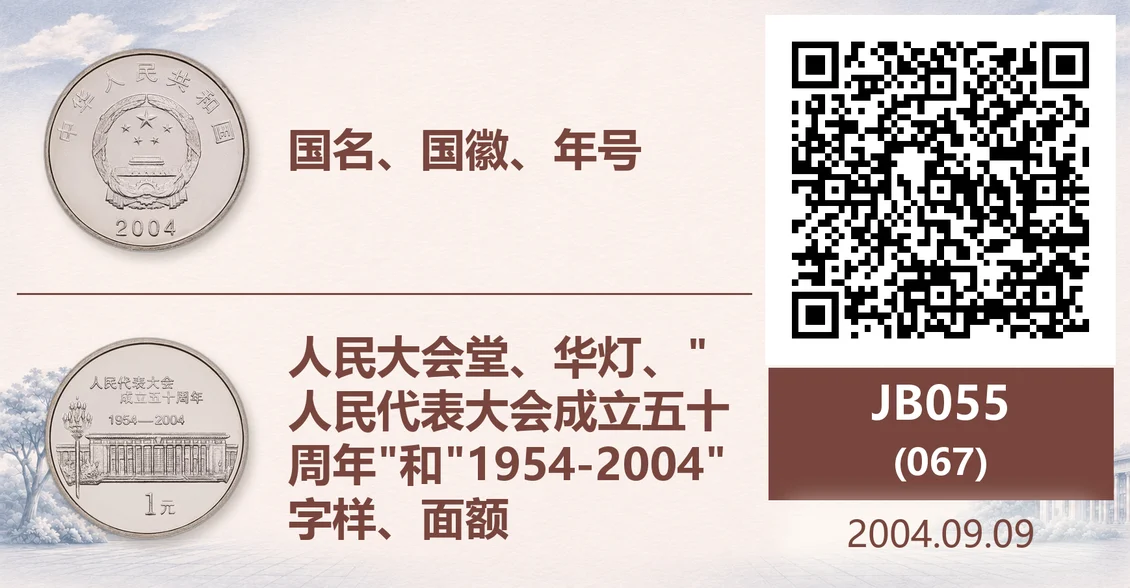 中华人民共和国
2004
国名、国徽、年号
人民代表大会
成立五十周年
1954—2004
1元
人民大会堂、华灯、"
人民代表大会成立五十
周年"和"1954-2004"
字样、面额
JB055
(067)
2004.09.09